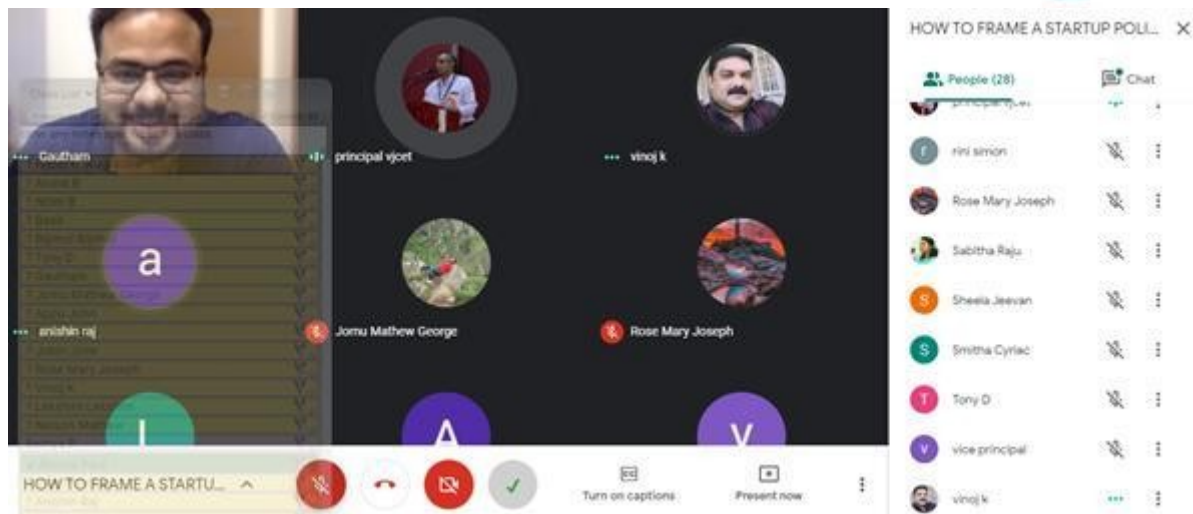 HOW TO FRAME A STARTUP POLI...
People (28)
Chat
principal vjcet
rini simon
Rose Mary Joseph
Sabitha Raju
S
Sheela Jeevan
S
Smitha Cyriac
T
Tony D
v
vice principal
vinoj k
Gautham
principal vjcet
vinoj k
a
anishin raj
Jomu Mathew George
Rose Mary Joseph
A
V
HOW TO FRAME A STARTU...
Turn on captions
Present now